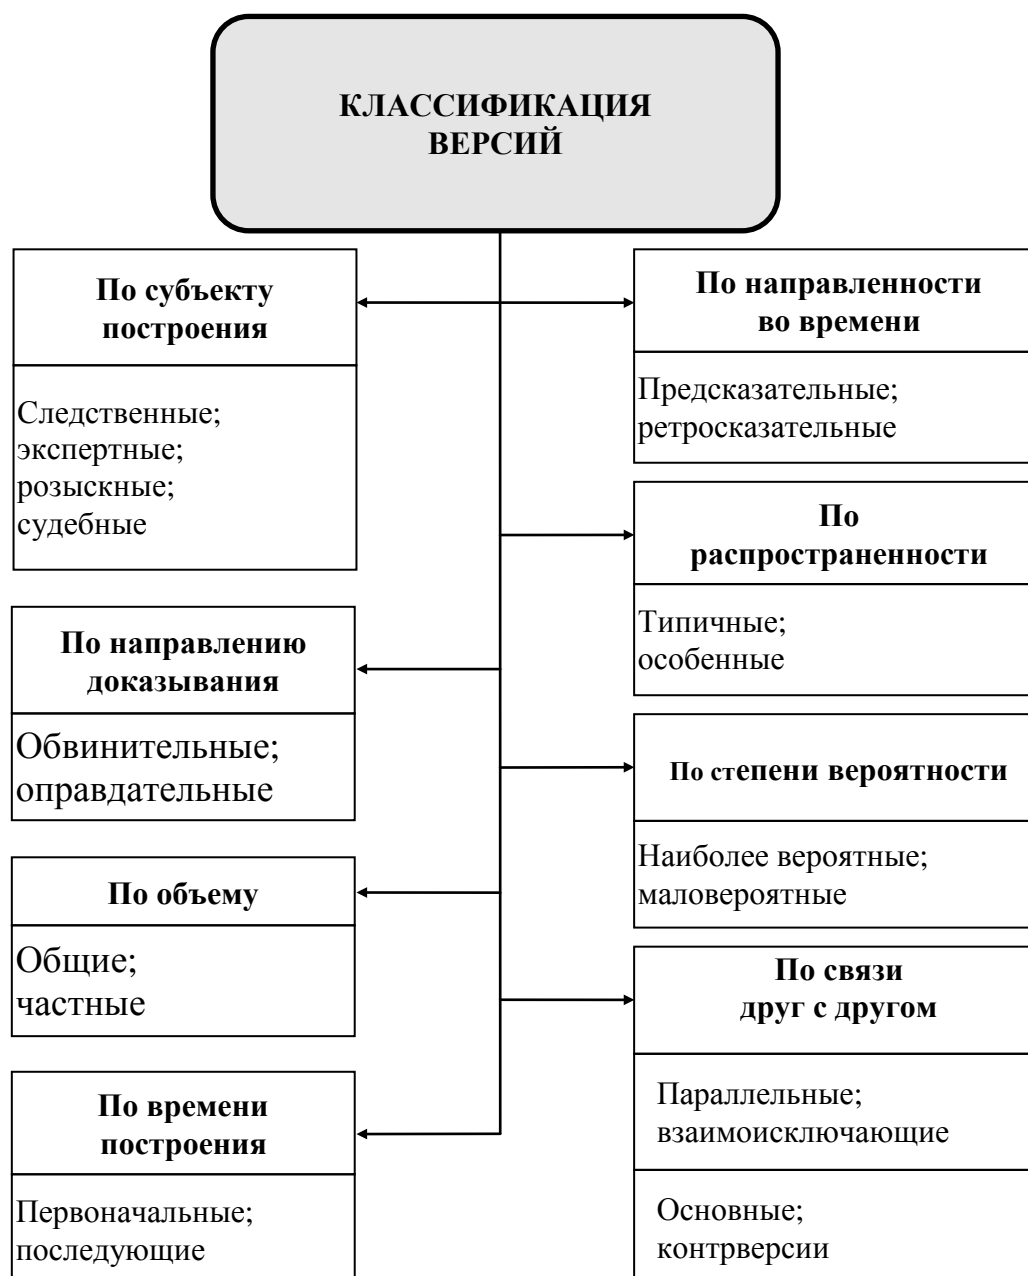 КЛАССИФИКАЦИЯ
ВЕРСИЙ
По субъекту
построения
Следственные;
экспертные;
розыскные;
судебные
По направлению
доказывания
Обвинительные;
оправдательные
По объему
Общие;
частные
По времени
построения
Первоначальные;
последующие
По направленности
во времени
Предсказательные;
ретросказательные
По
распространенности
Типичные;
особенные
По степени вероятности
Наиболее вероятные;
маловероятные
По связи
друг с другом
Параллельные;
взаимоисключающие
Основные;
контрверсии